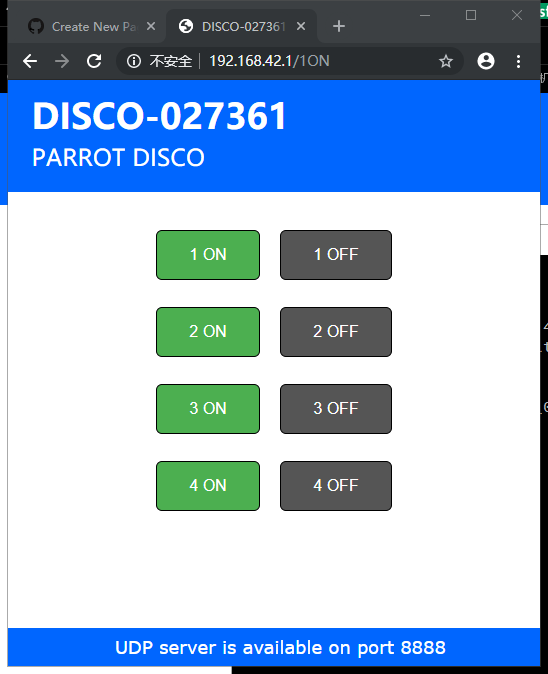 Create New Pa
DISCO-027361
不安全 192.168.42.1/1ON
DISCO-027361
PARROT DISCO
1 ON 1 OFF
2 ON 2 OFF
3 ON 3 OFF
4 ON 4 OFF
UDP server is available on port 8888